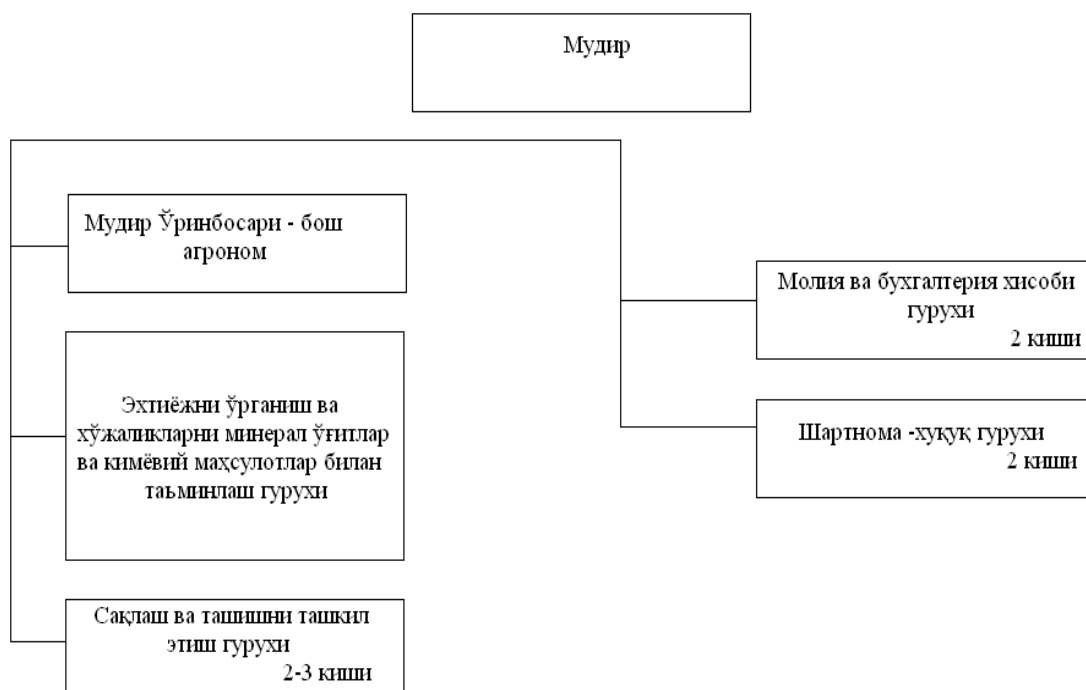 Мудир
Мудир Ўринбосари - бош
агроном
Эхтиёжни ўрганиш ва
хўжаликларни минерал ўғитлар
ва кимёвий маҳсулотлар билан
таьминлаш гурухи
Сақлаш ва ташишни ташкил
этиш гурухи
2-3 киши
Молия ва бухгалтерия хисоби
гурухи
2 киши
Шартнома -хуқуқ гурухи
2 киши